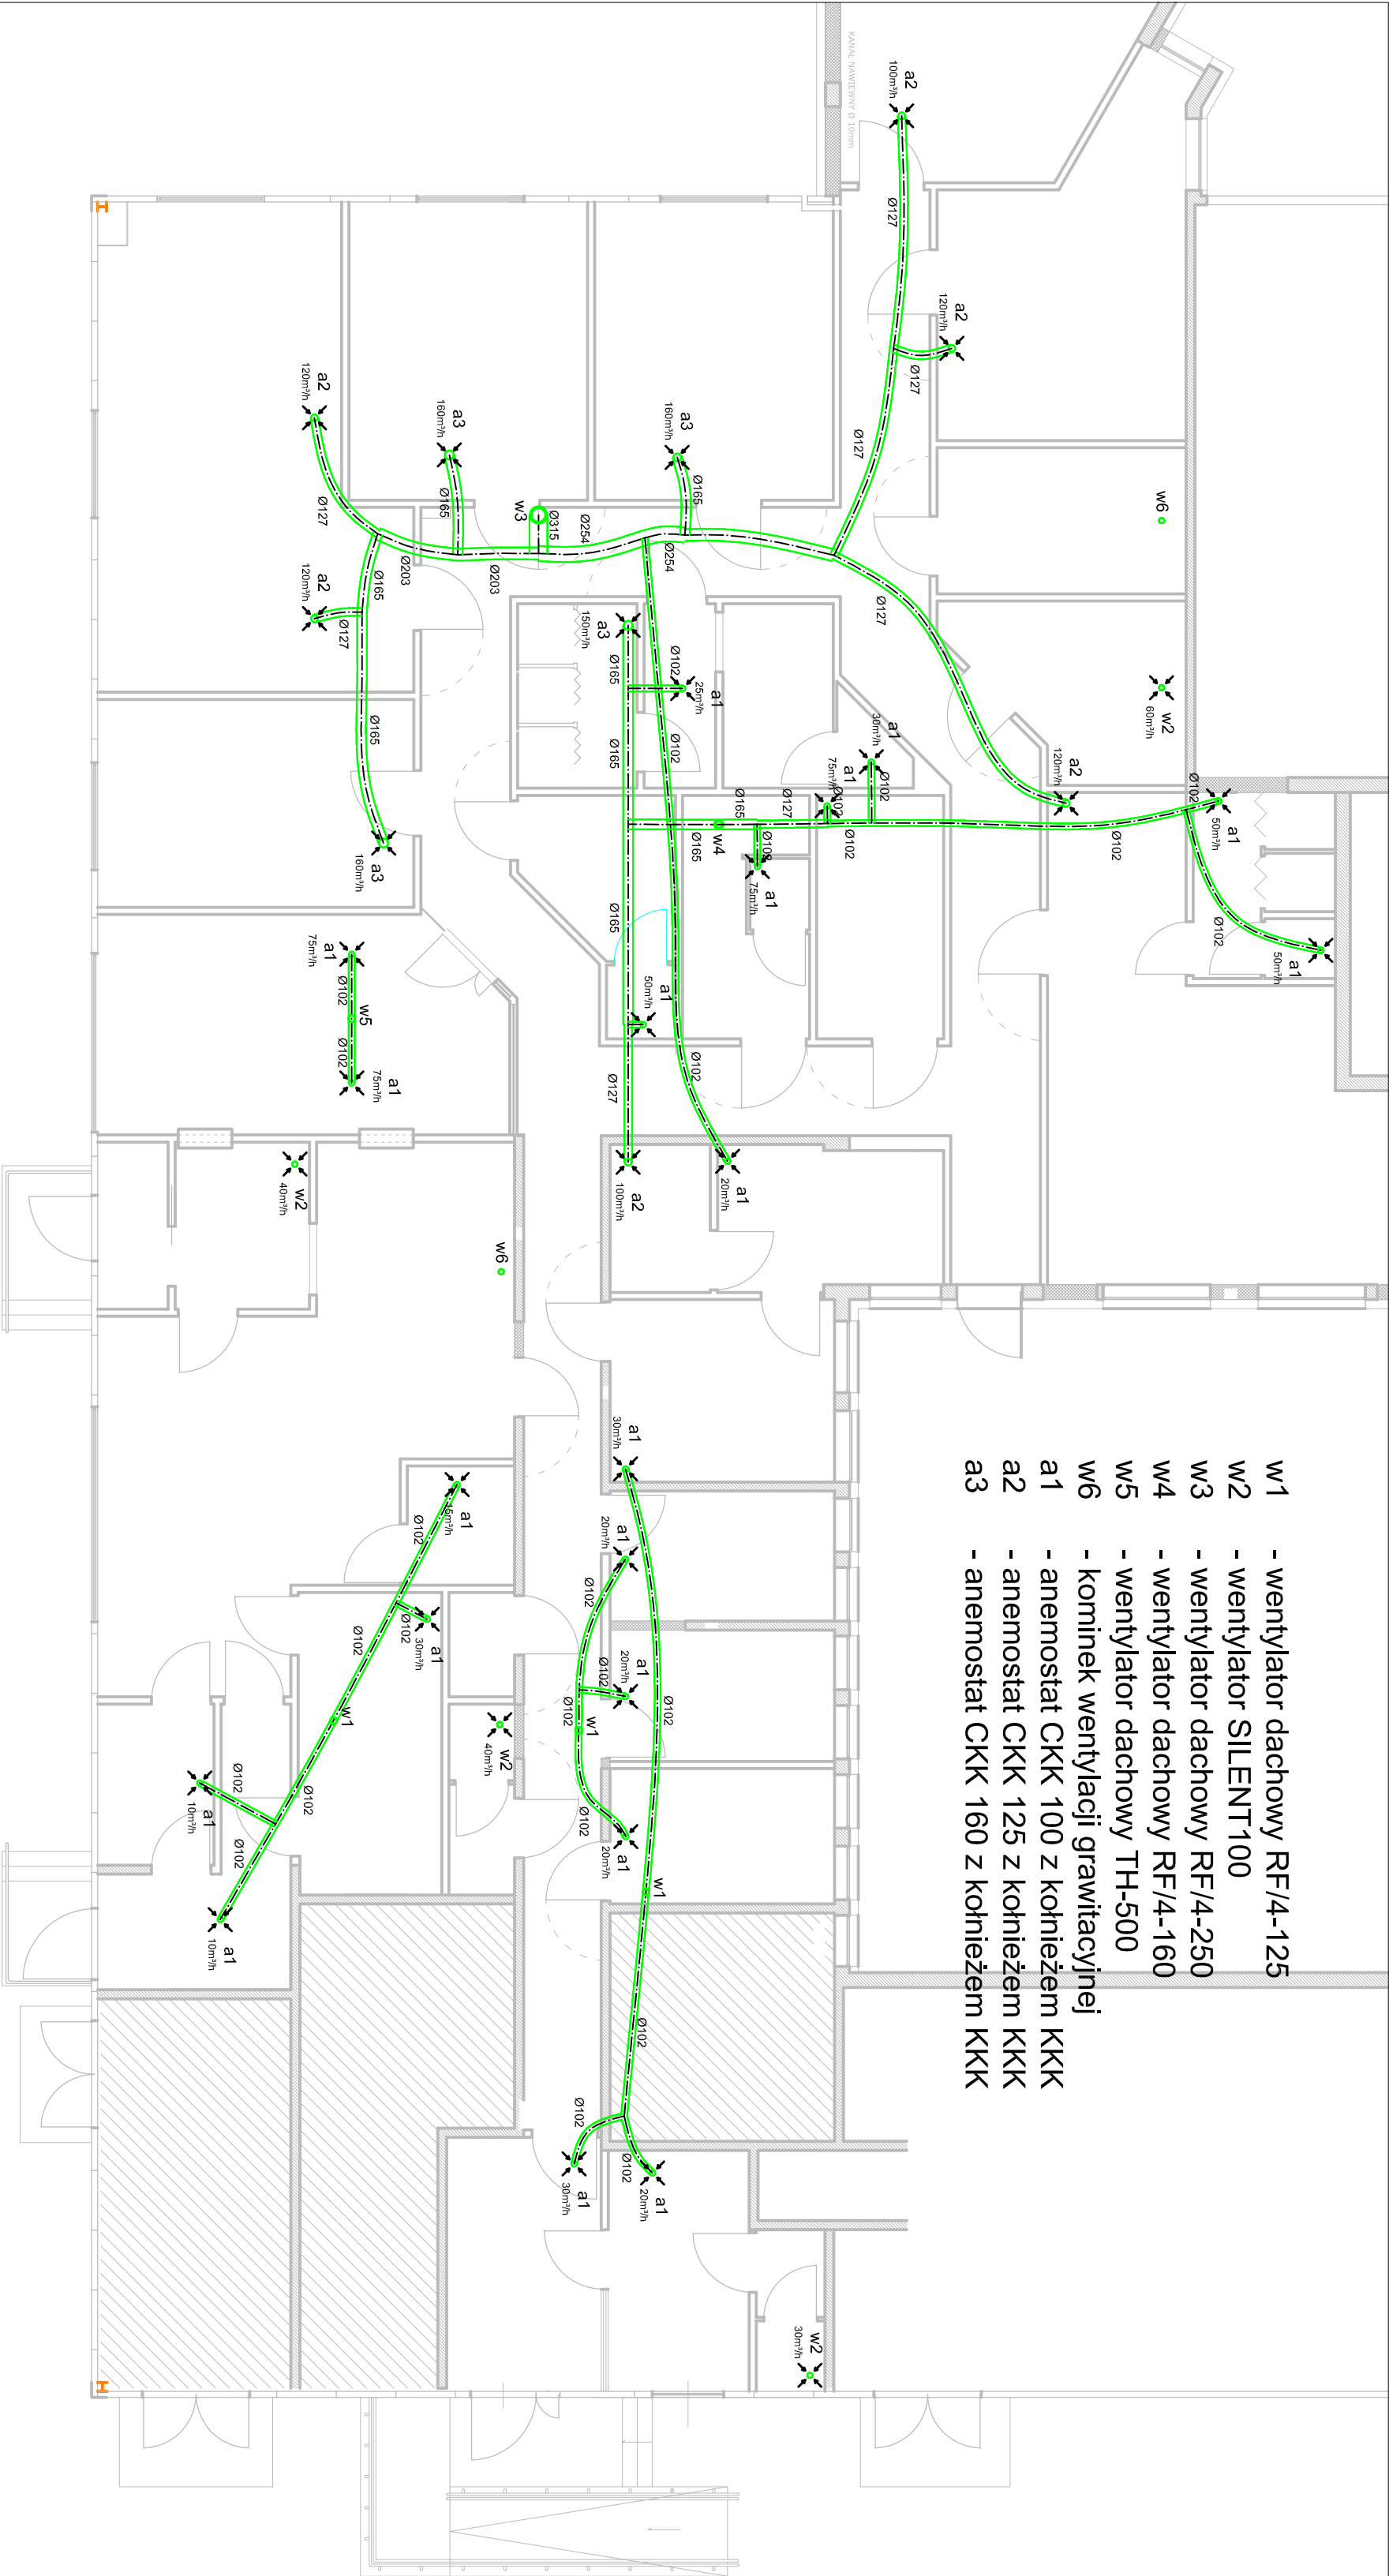 w1 - wentylator dachowy RF/4-125
w2 - wentylator SILENT100
w3 - wentylator dachowy RF/4-250
w4 - wentylator dachowy RF/4-160
w5 - wentylator dachowy TH-500
w6 - kominek wentylacji grawitacyjnej
a1 - anemostat CKK 100 z kołnieżem KKK
a2 - anemostat CKK 125 z kołnieżem KKK
a3 - anemostat CKK 160 z kołnieżem KKK
KANAŁ NAWIEWNY Ø 10mm
a2
100m³/h
Ø127
a2
120m³/h
Ø127
Ø127
w6
w2
60m³/h
Ø127
a2
120m³/h
Ø102
a1
50m³/h
Ø102
a1
50m³/h
Ø102
a3
160m³/h
Ø165
a3
160m³/h
Ø165
w3
Ø315
Ø254
Ø254
Ø203
Ø203
a2
120m³/h
Ø127
Ø165
a2
120m³/h
Ø127
Ø165
a3
160m³/h
a3
150m³/h
Ø165
Ø102
a1
25m³/h
Ø165
Ø102
a1
30m³/h
Ø102
a1
75m³/h
Ø102
Ø102
Ø127
Ø165
w4
Ø165
Ø102
a1
75m³/h
Ø165
a1
50m³/h
Ø102
Ø127
a2
100m³/h
a1
20m³/h
a1
75m³/h
Ø102
w5
Ø102
a1
75m³/h
w2
40m³/h
w6
a1
30m³/h
a1
20m³/h
Ø102
Ø102
a1
20m³/h
Ø102
Ø102
w1
Ø102
a1
20m³/h
w1
Ø102
Ø102
a1
30m³/h
Ø102
a1
20m³/h
a1
Ø102
Ø102
a1
30m³/h
Ø102
w1
w2
40m³/h
Ø102
Ø102
a1
10m³/h
Ø102
a1
10m³/h
w2
30m³/h